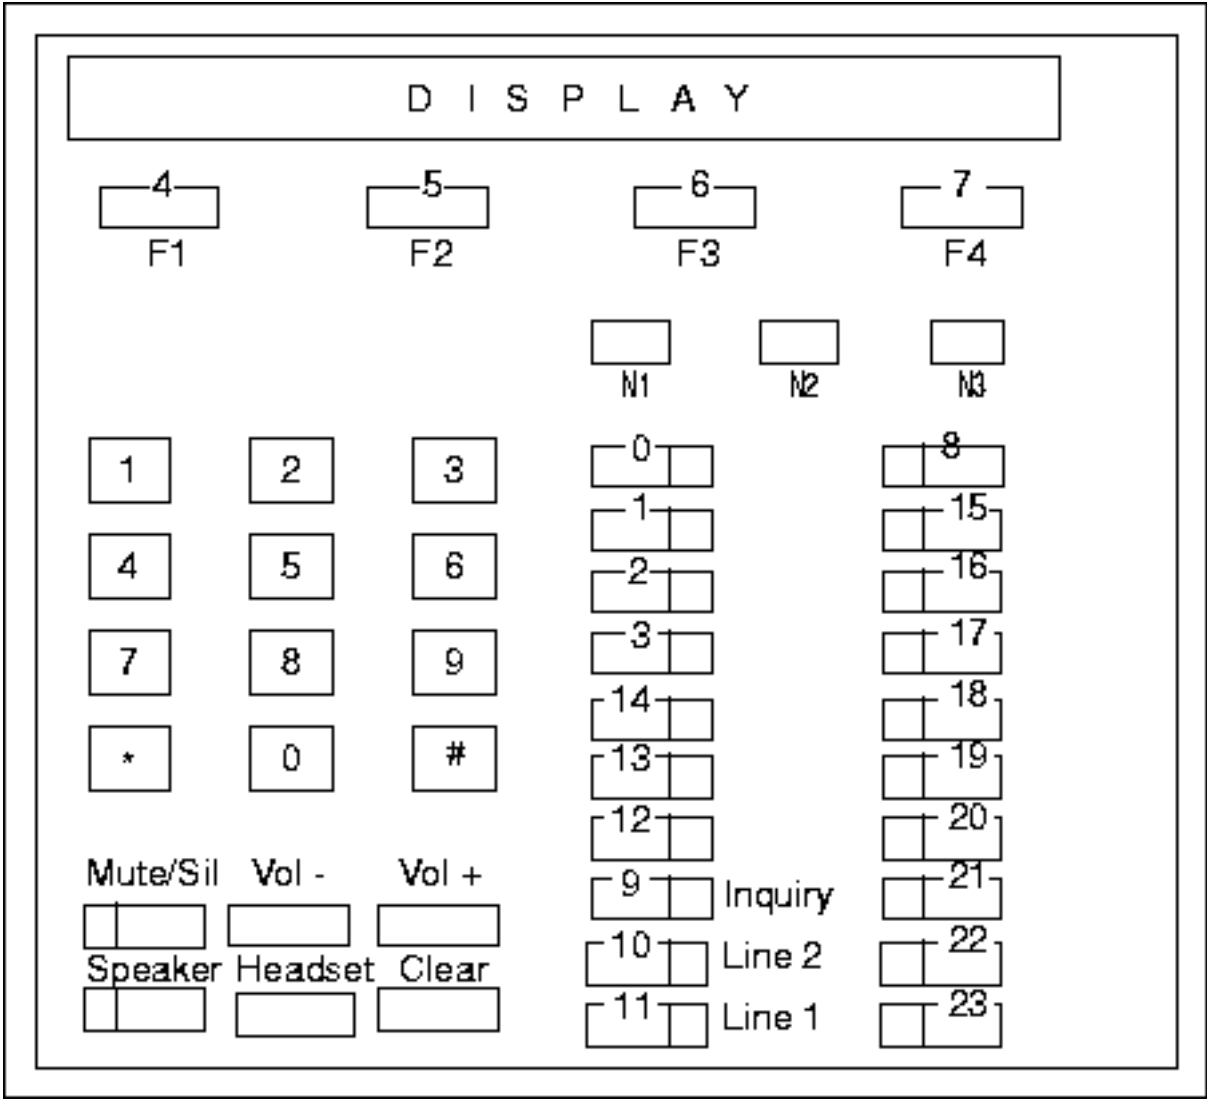 D I S P L A Y
4 5 6 7
F1 F2 F3 F4
N1 N2 N3
1 2 3 0 8
1 15
4 5 6 2 16
7 8 9 3 17
14 18
* 0 # 13 19
12 20
Mute/Sil Vol - Vol + 9 Inquiry 21
10 Line 2 22
Speaker Headset Clear
11 Line 1 23